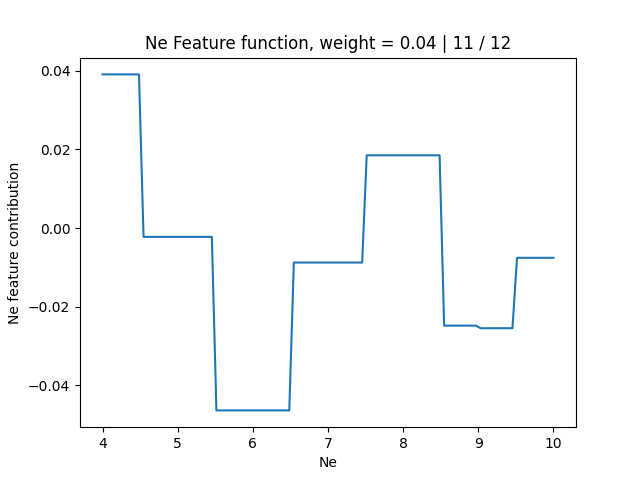 Ne Feature function, weight = 0.04 | 11 / 12
0.04
0.02
0.00
−0.02
−0.04
Ne feature contribution
4 5 6 7 8 9 10
Ne